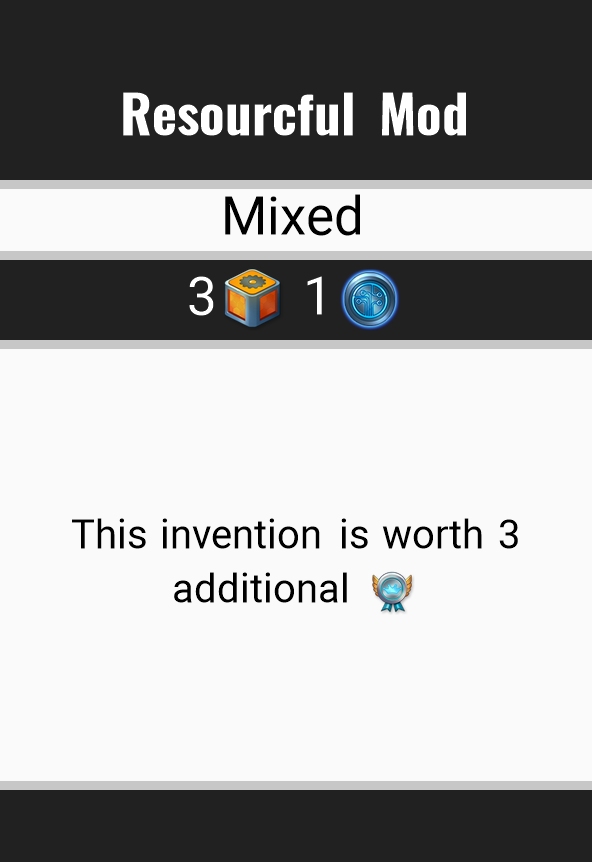 Resourcful Mod
Mixed
3 1
This invention is worth 3
additional